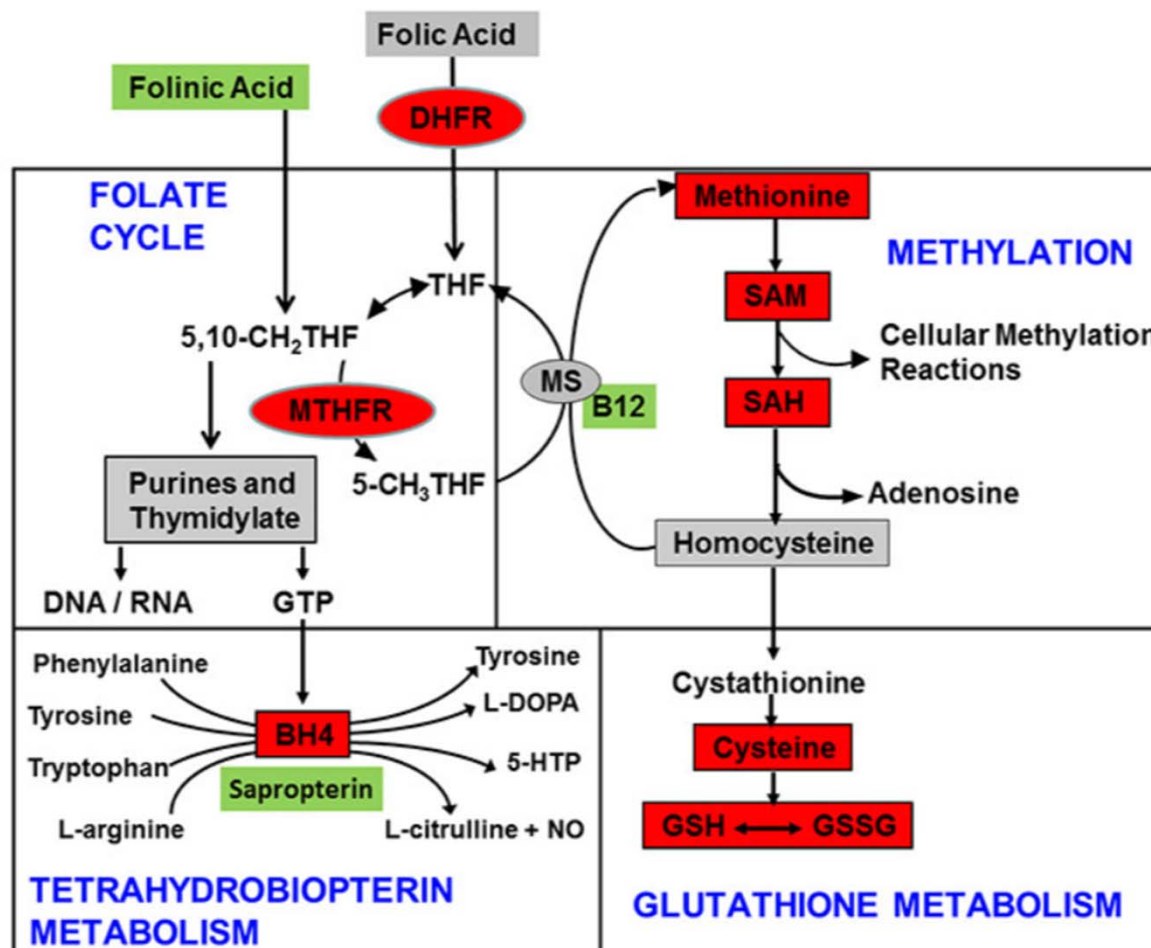 Folic Acid
Folinic Acid
DHFR
FOLATE
CYCLE
THF
5,10-CH₂THF
MTHFR
5-CH₃THF
Purines and
Thymidylate
DNA / RNA
GTP
Methionine
METHYLATION
SAM
Cellular Methylation
Reactions
MS
B12
SAH
Adenosine
Homocysteine
Phenylalanine
Tyrosine
Tryptophan
L-arginine
BH4
Sapropterin
Tyrosine
L-DOPA
5-HTP
L-citrulline + NO
TETRAHYDROBIOPTERIN
METABOLISM
Cystathionine
Cysteine
GSH GSSG
GLUTATHIONE METABOLISM